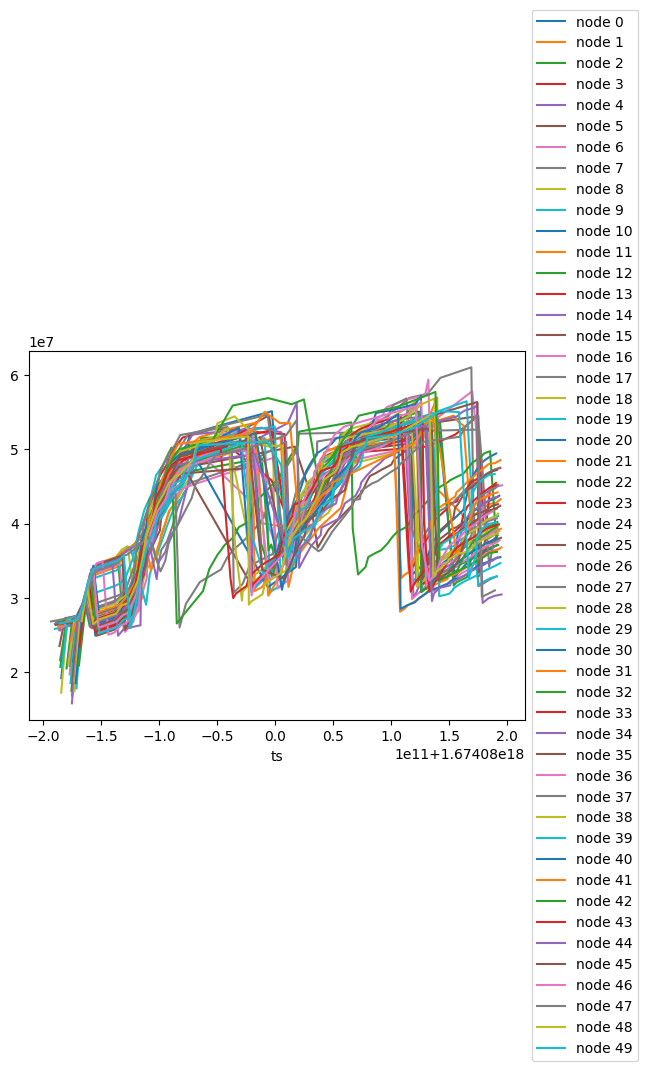 1e7
6
5
4
3
2
−2.0 −1.5 −1.0 −0.5 0.0 0.5 1.0 1.5 2.0
ts
1e11+1.67408e18
node 0
node 1
node 2
node 3
node 4
node 5
node 6
node 7
node 8
node 9
node 10
node 11
node 12
node 13
node 14
node 15
node 16
node 17
node 18
node 19
node 20
node 21
node 22
node 23
node 24
node 25
node 26
node 27
node 28
node 29
node 30
node 31
node 32
node 33
node 34
node 35
node 36
node 37
node 38
node 39
node 40
node 41
node 42
node 43
node 44
node 45
node 46
node 47
node 48
node 49